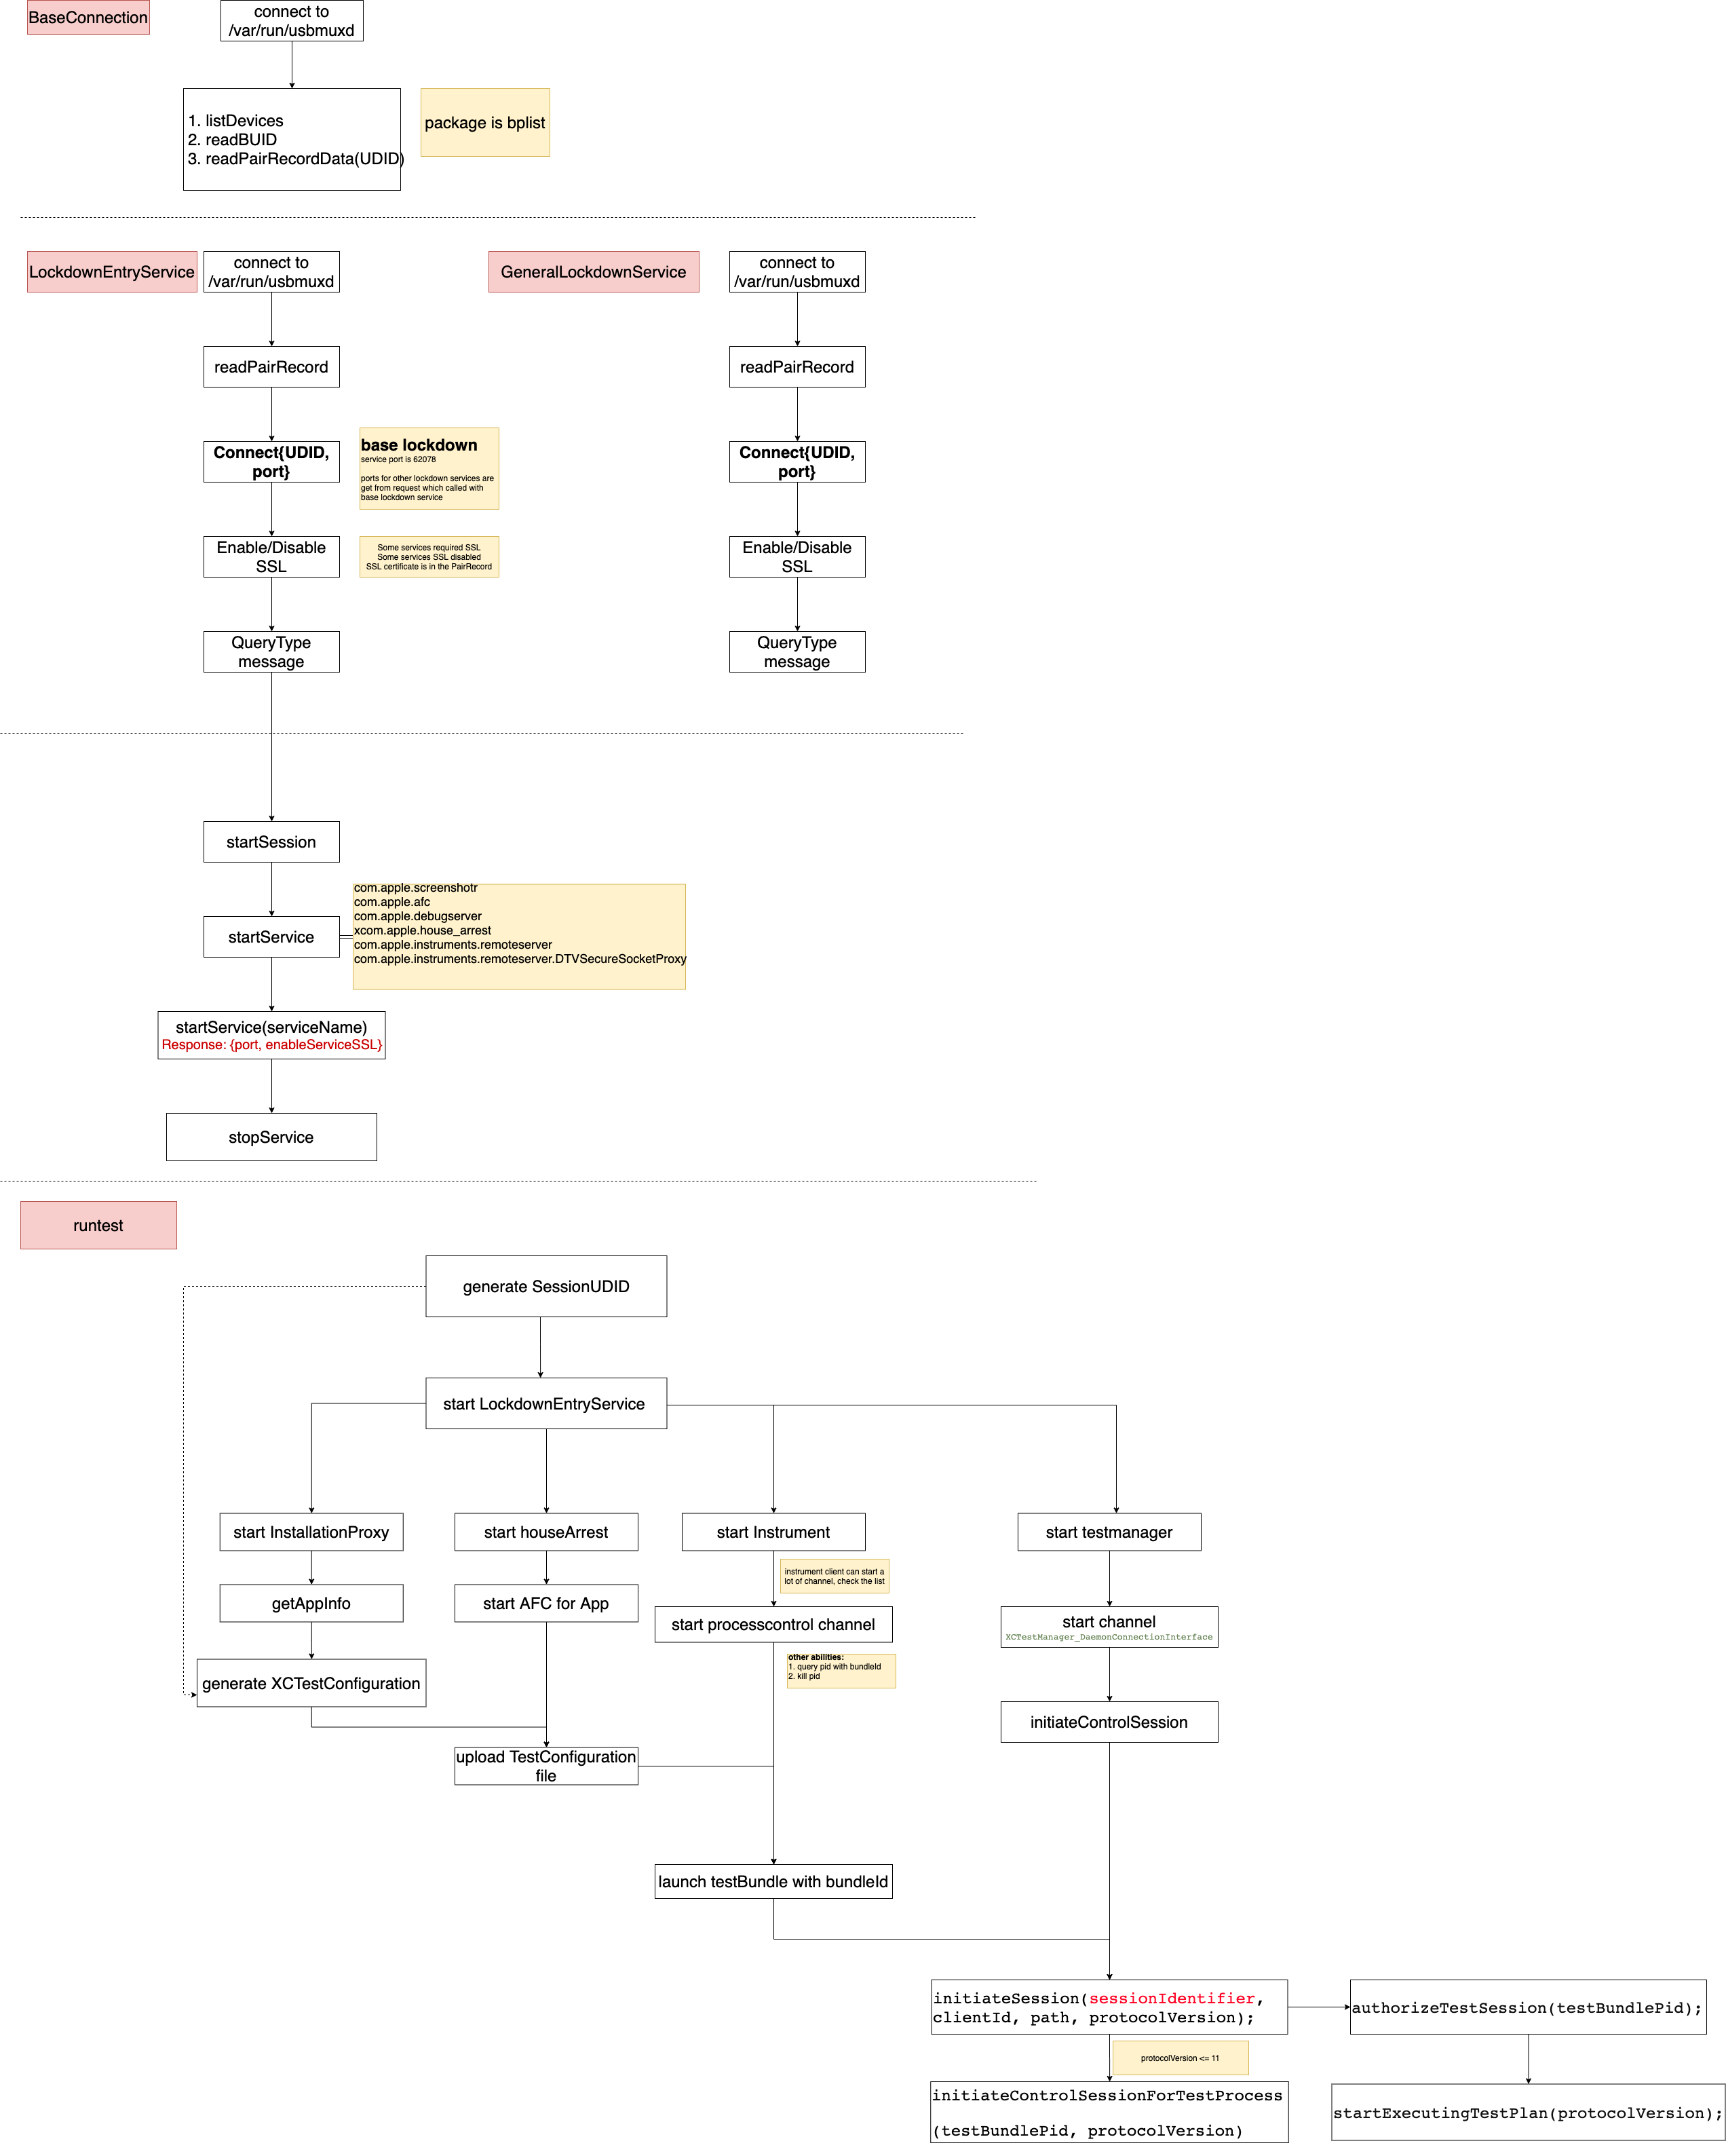 BaseConnection
connect to
/var/run/usbmuxd
1. listDevices
2. readBUID
3. readPairRecordData(UDID)
package is bplist
LockdownEntryService
connect to
/var/run/usbmuxd
GeneralLockdownService
connect to
/var/run/usbmuxd
readPairRecord
readPairRecord
Connect{UDID,
port}
base lockdown
service port is 62078
ports for other lockdown services are
get from request which called with
base lockdown service
Connect{UDID,
port}
Enable/Disable
SSL
Some services required SSL
Some services SSL disabled
SSL certificate is in the PairRecord
Enable/Disable
SSL
QueryType
message
QueryType
message
startSession
startService
com.apple.screenshotr
com.apple.afc
com.apple.debugserver
xcom.apple.house_arrest
com.apple.instruments.remoteserver
com.apple.instruments.remoteserver.DTVSecureSocketProxy
startService(serviceName)
Response: {port, enableServiceSSL}
stopService
runtest
generate SessionUDID
start LockdownEntryService
start InstallationProxy
start houseArrest
start Instrument
start testmanager
instrument client can start a
lot of channel, check the list
getAppInfo
start AFC for App
start processcontrol channel
start channel
XCTestManager_DaemonConnectionInterface
other abilities:
1. query pid with bundleId
2. kill pid
generate XCTestConfiguration
initiateControlSession
upload TestConfiguration
file
launch testBundle with bundleId
initiateSession(sessionIdentifier,
clientId, path, protocolVersion);
authorizeTestSession(testBundlePid);
protocolVersion <= 11
initiateControlSessionForTestProcess
(testBundlePid, protocolVersion)
startExecutingTestPlan(protocolVersion);